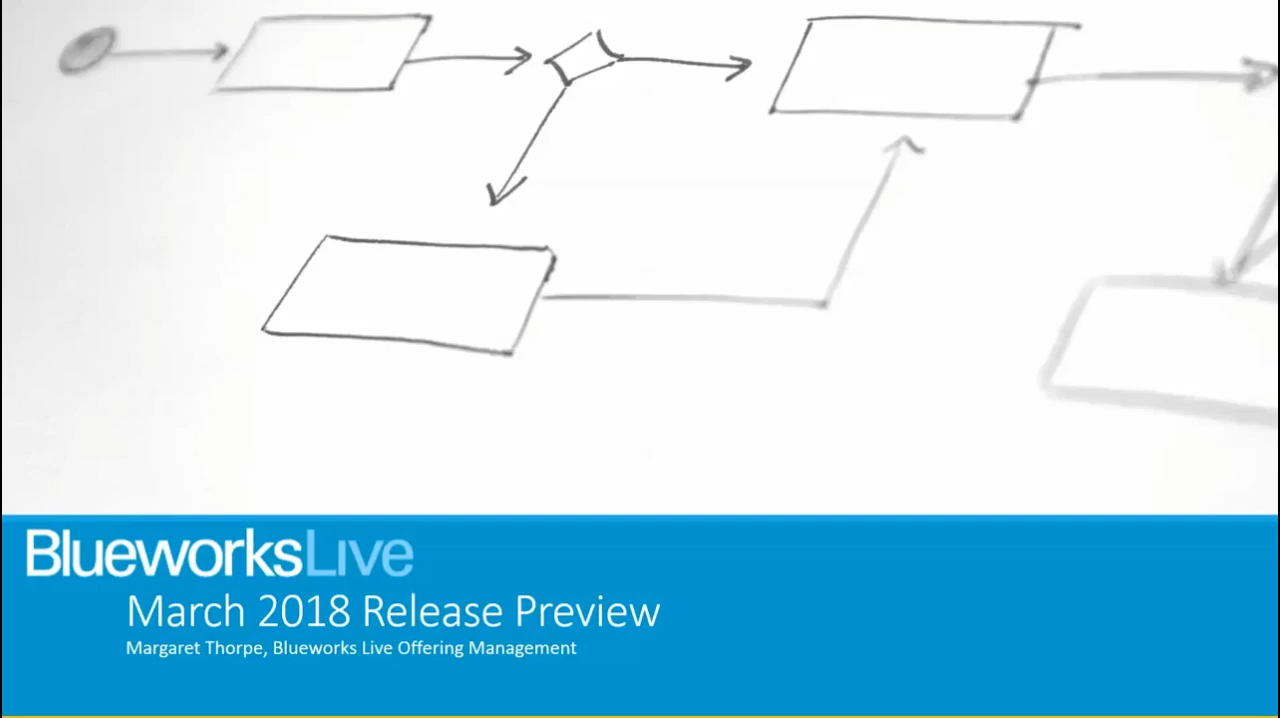 BlueworksLive
March 2018 Release Preview
Margaret Thorpe, Blueworks Live Offering Management